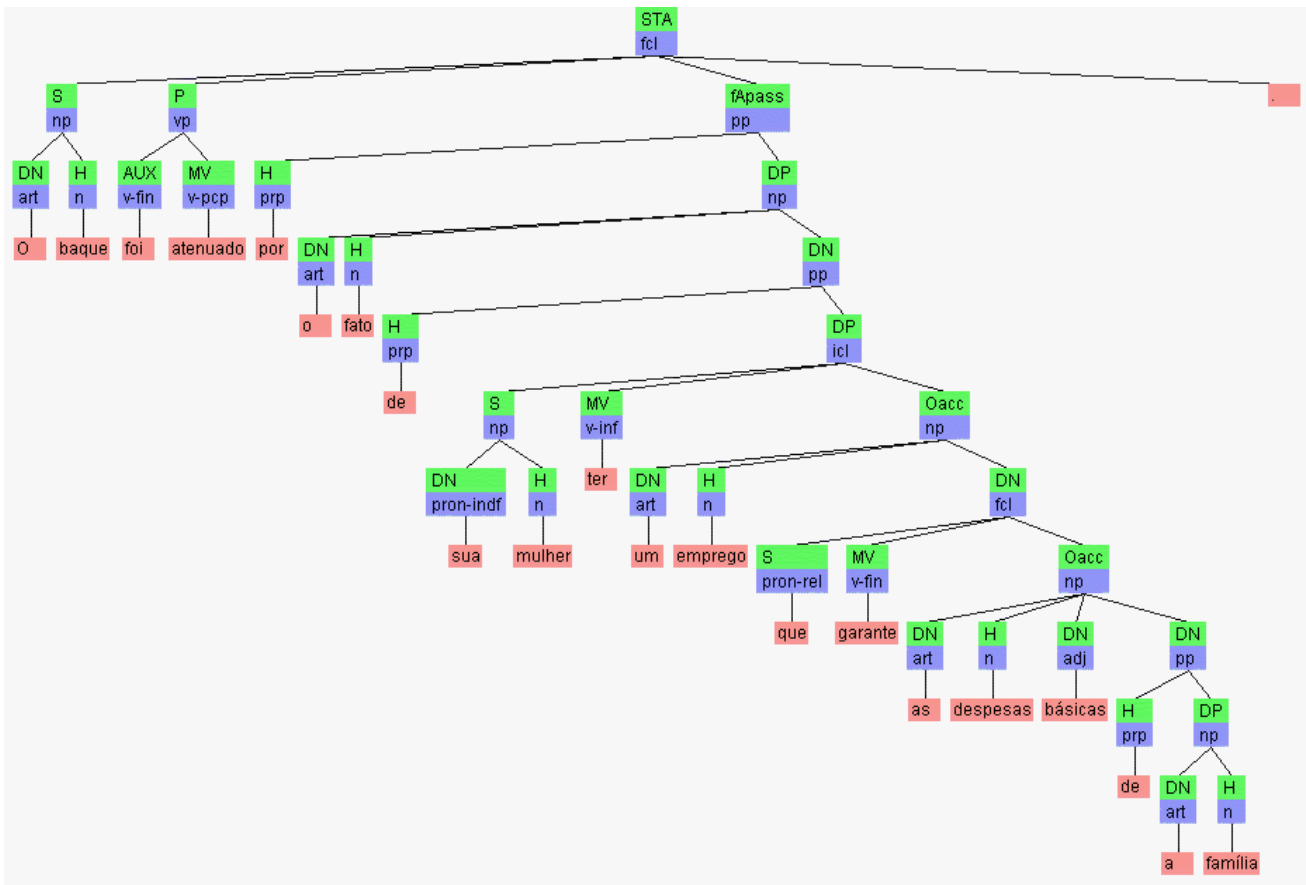 STA
fcl
S P fApass .
np vp pp
DN H AUX MV H DP
art n v-fin v-pcp prp np
O baque foi atenuado por DN H DN
art n pp
o fato H DP
prp icl
de S MV Oacc
np v-inf np
DN H ter DN H DN
pron-indf n art n fcl
sua mulher um emprego S MV Oacc
pron-rel v-fin np
que garante DN H DN DN
art n adj pp
as despesas básicas H DP
prp np
de DN H
art n
a família